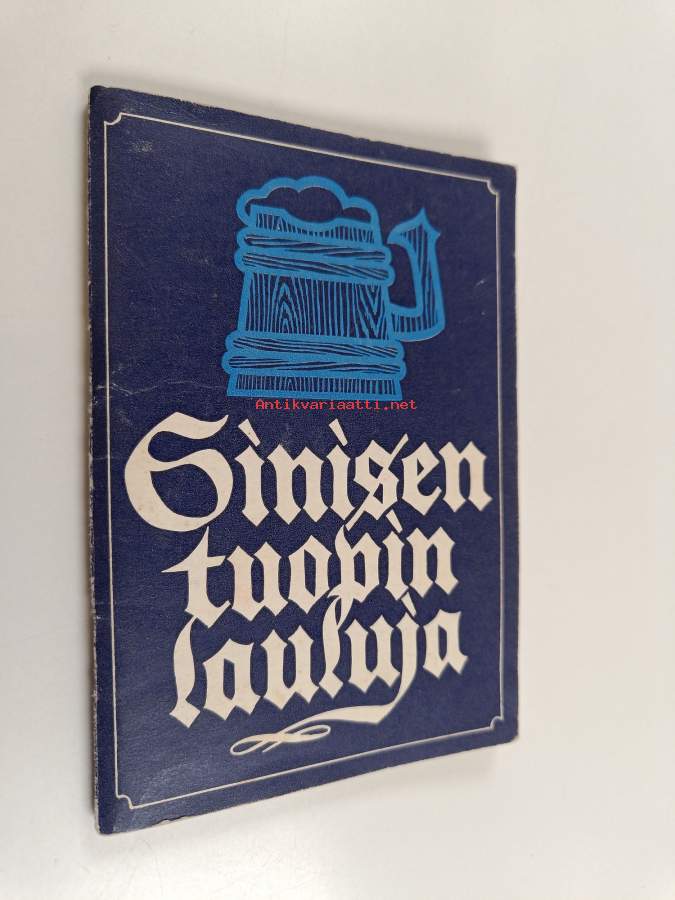 Antikvariaatti.net
Sinisen
tuopin
lauluja